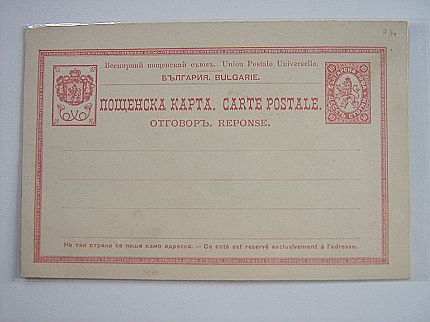 Всемирний пощенский съюзъ. Union Postale Universelle.
БЪЛГАРИЯ. BULGARIE.
ПОЩЕНСКА КАРТА. CARTE POSTALE.
ОТГОВОРЪ. REPONSE.
На тая страна се пише само адресса. — Ce coté est reservé exclusivement à l'adresse.